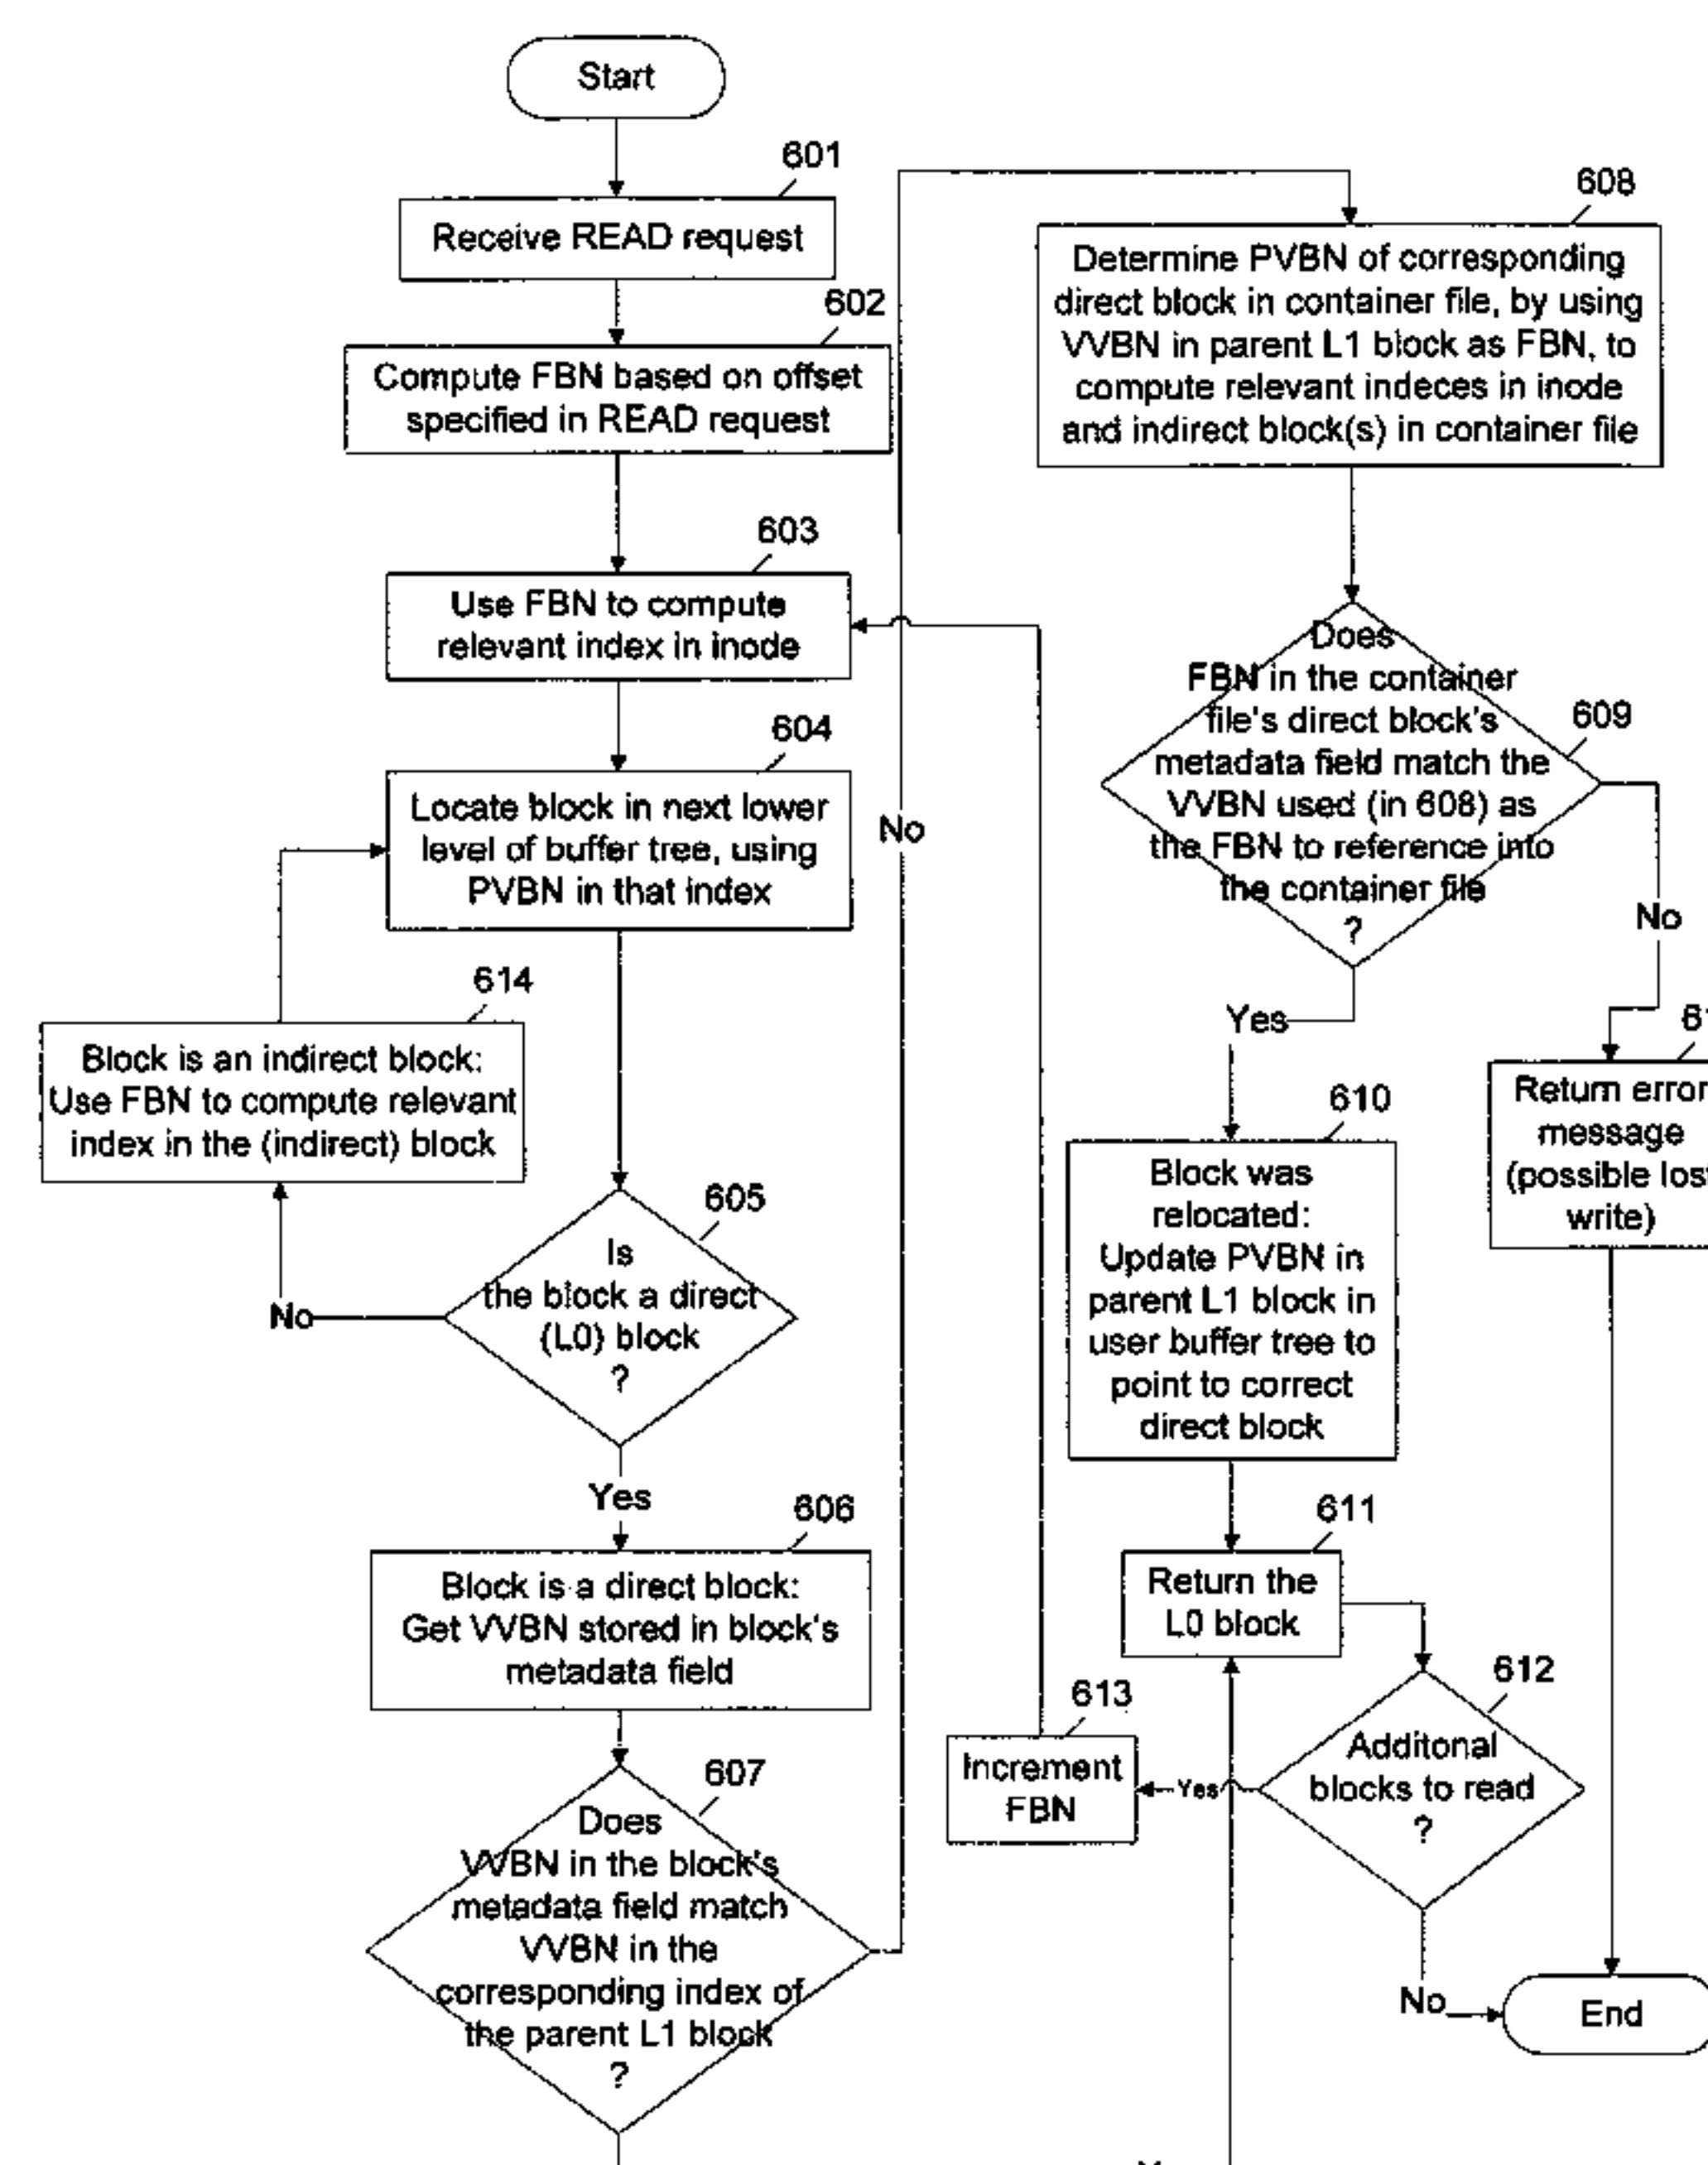 Start
601
Receive READ request
602
Compute FBN based on offset
specified in READ request
603
Use FBN to compute
relevant index in inode
604
Locate block in next lower
level of buffer tree, using
PVBN in that index
614
Block is an indirect block:
Use FBN to compute relevant
index in the (indirect) block
605
Is
the block a direct
(L0) block
?
No
Yes
606
Block is a direct block:
Get VVBN stored in block's
metadata field
607
Does
VVBN in the block's
metadata field match
VVBN in the
corresponding index of
the parent L1 block
?
No
608
Determine PVBN of corresponding
direct block in container file, by using
VVBN in parent L1 block as FBN, to
compute relevant indeces in inode
and indirect block(s) in container file
609
Does
FBN in the container
file's direct block's
metadata field match the
VVBN used (in 608) as
the FBN to reference into
the container file
?
No
Yes
Return error
message
(possible lost
write)
610
Block was
relocated:
Update PVBN in
parent L1 block in
user buffer tree to
point to correct
direct block
611
Return the
L0 block
612
Additonal
blocks to read
?
Yes
613
Increment
FBN
No
End